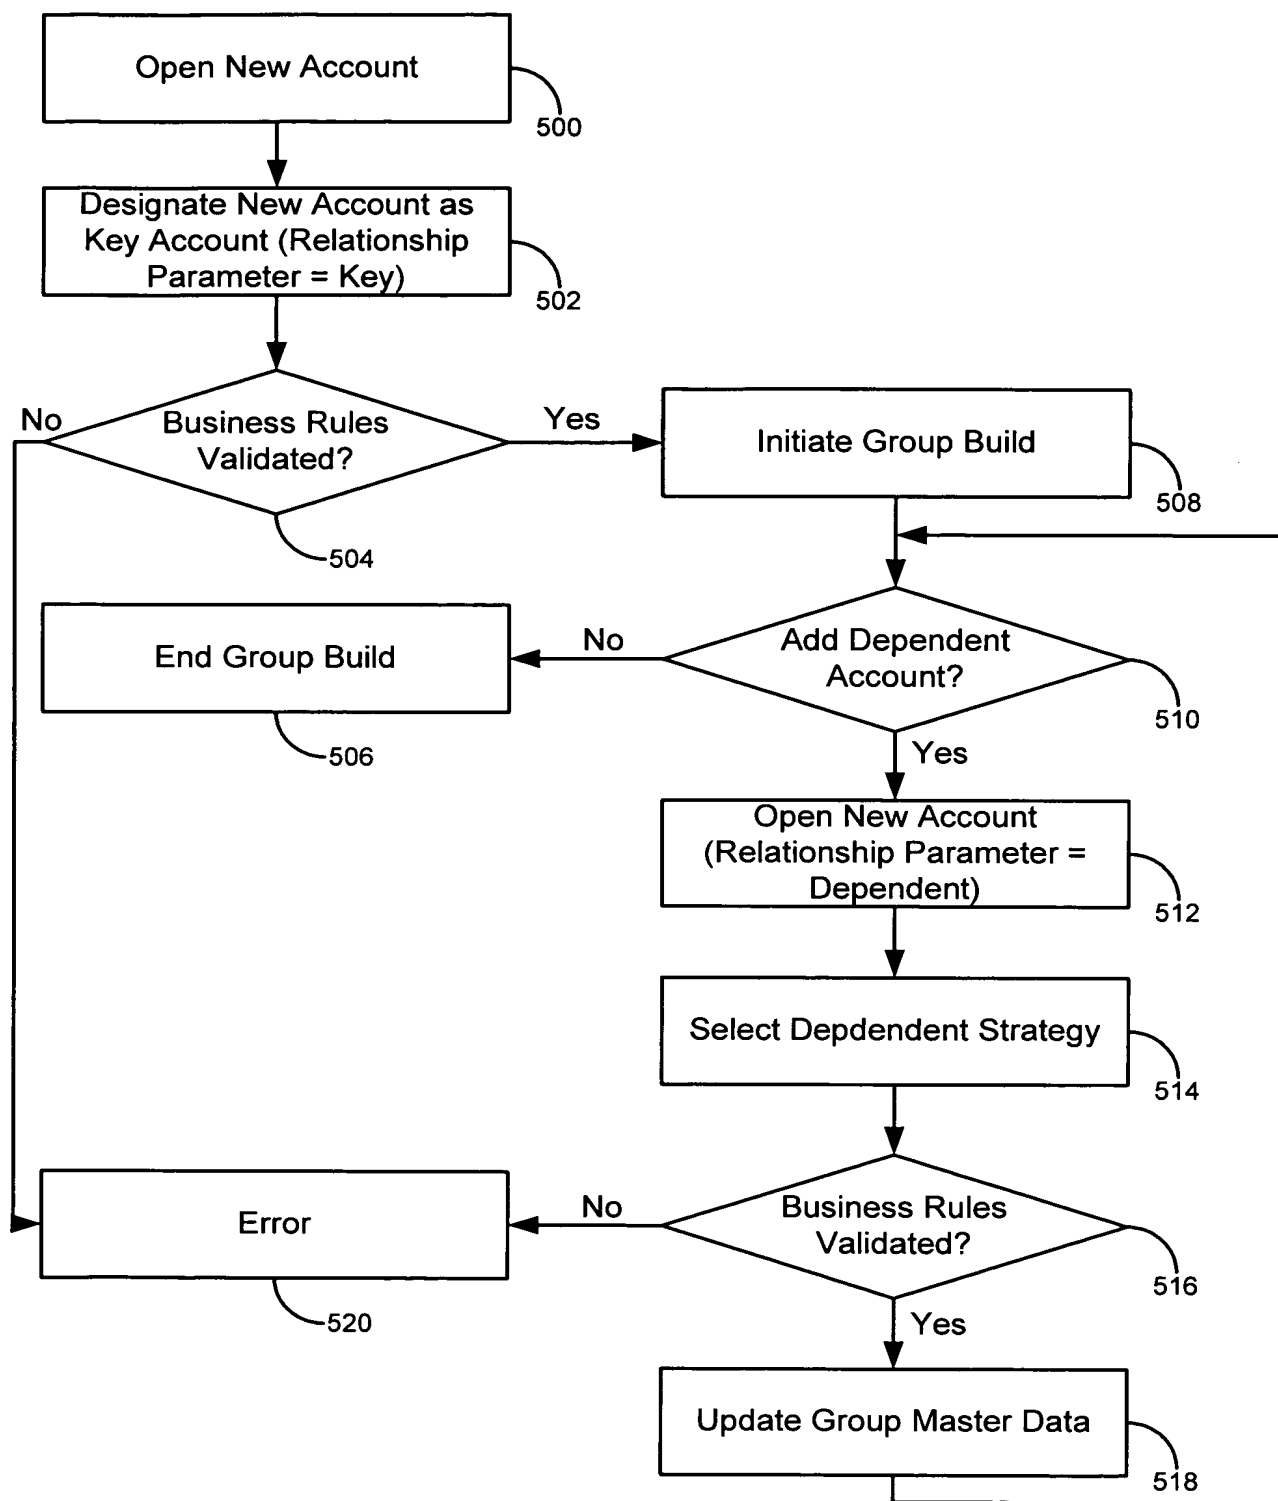 Open New Account
500
Designate New Account as
Key Account (Relationship
Parameter = Key)
502
No
Business Rules
Validated?
Yes
504
Initiate Group Build
508
End Group Build
506
No
Add Dependent
Account?
510
Yes
Open New Account
(Relationship Parameter =
Dependent)
512
Select Depdendent Strategy
514
Error
520
No
Business Rules
Validated?
516
Yes
Update Group Master Data
518